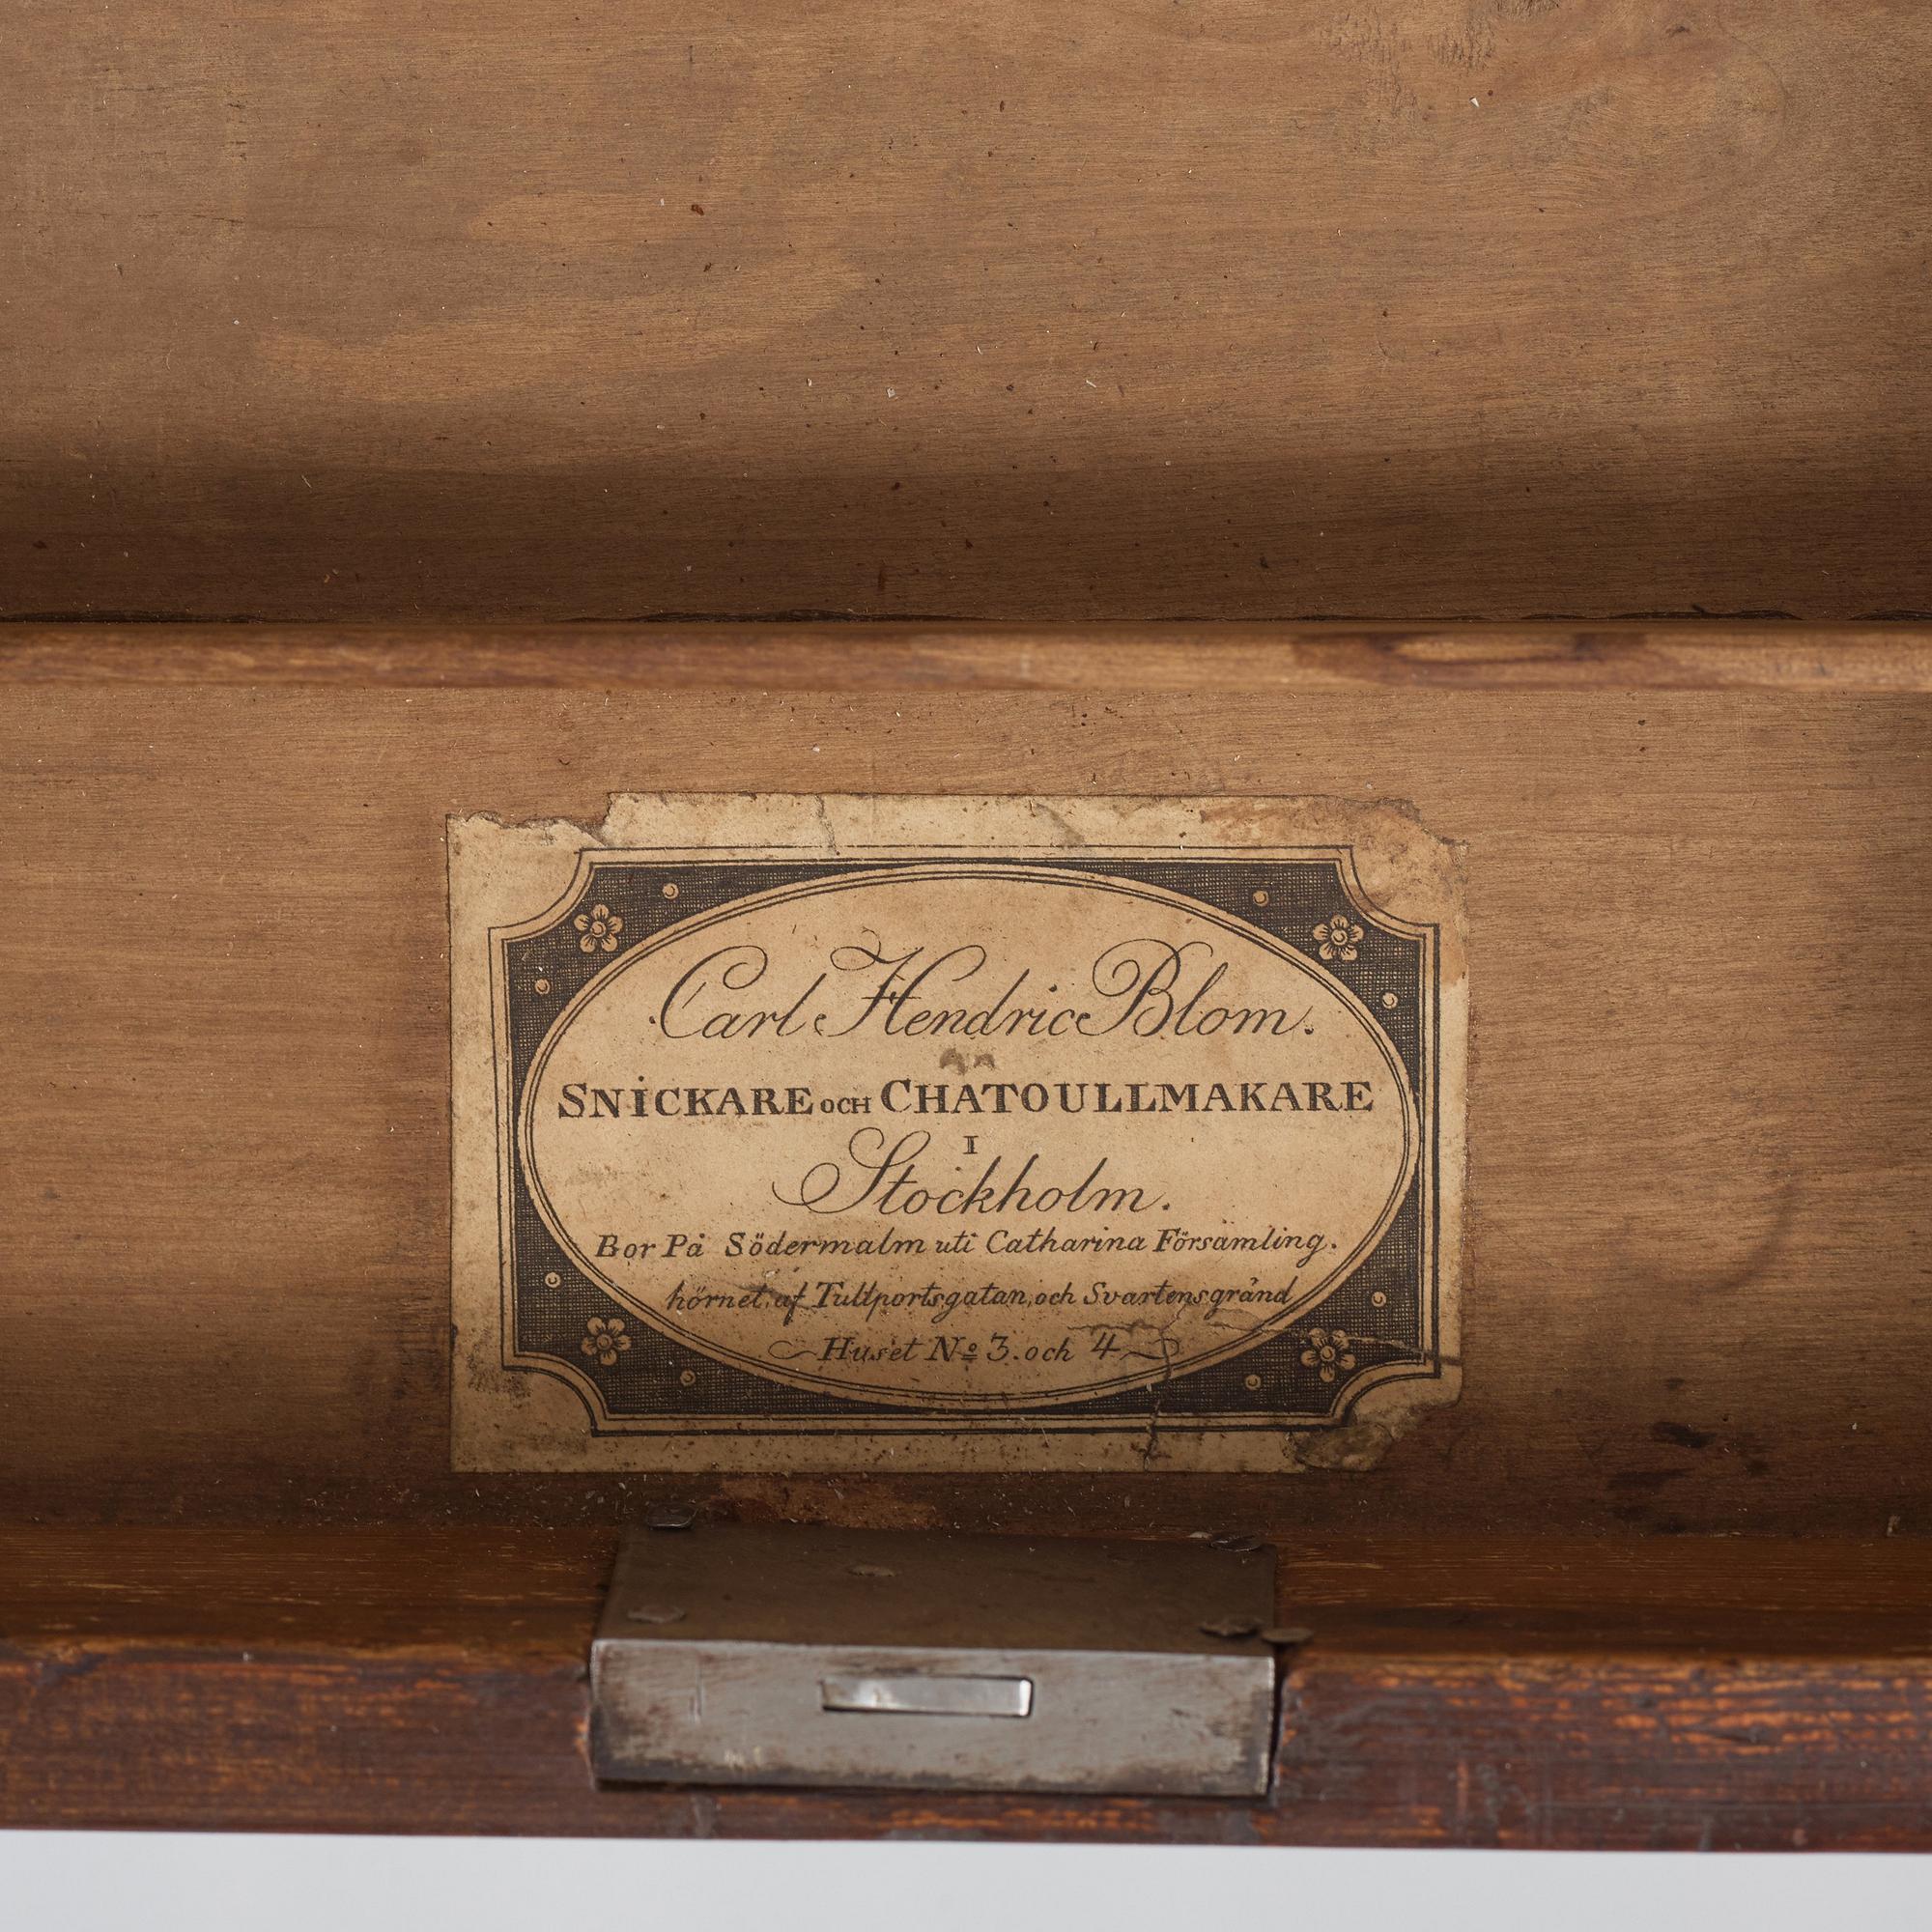 Carl Hendric Blom.
SNICKARE OCH CHATOULLMAKARE
I
Stockholm.
Bor På Södermalm uti Catharina Församling.
hörnet af Tullportsgatan, och Svartensgränd
Huset No 3. och 4